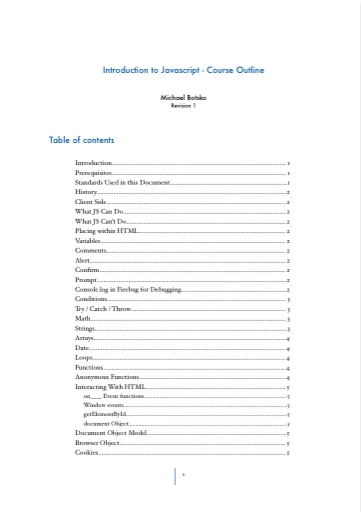 Introduction to Javascript - Course Outline
Michael Botsko
Revision 1
Table of contents
Introduction 1
Prerequisites 1
Standards Used in this Document 1
History 2
Client Side 2
What JS Can Do 2
What JS Can't Do 2
Placing within HTML 2
Variables 2
Comments 2
Alert 2
Confirm 2
Prompt 2
Console.log in Firebug for Debugging 2
Conditions 3
Try / Catch / Throw 3
Math 3
Strings 3
Arrays 4
Date 4
Loops 4
Functions 4
Anonymous Functions 4
Interacting With HTML 5
on___ Event functions 5
Window events 5
getElementById 5
document Object 5
Document Object Model 5
Browser Object 5
Cookies 5